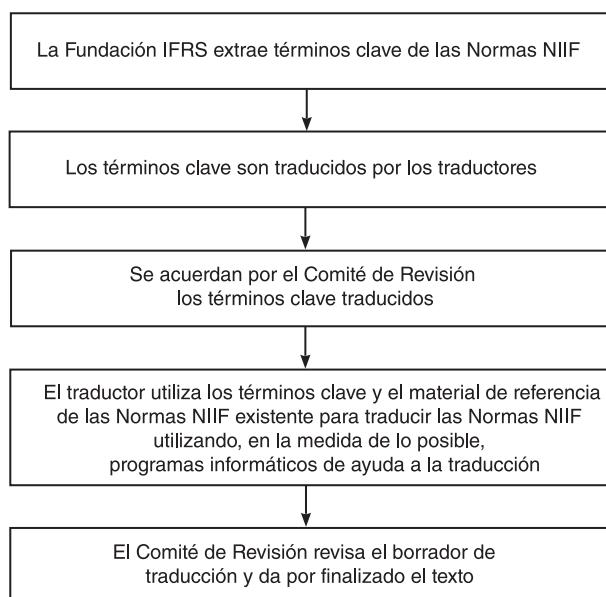 La Fundación IFRS extrae términos clave de las Normas NIIF
Los términos clave son traducidos por los traductores
Se acuerdan por el Comité de Revisión
los términos clave traducidos
El traductor utiliza los términos clave y el material de referencia
de las Normas NIIF existente para traducir las Normas NIIF
utilizando, en la medida de lo posible,
programas informáticos de ayuda a la traducción
El Comité de Revisión revisa el borrador de
traducción y da por finalizado el texto